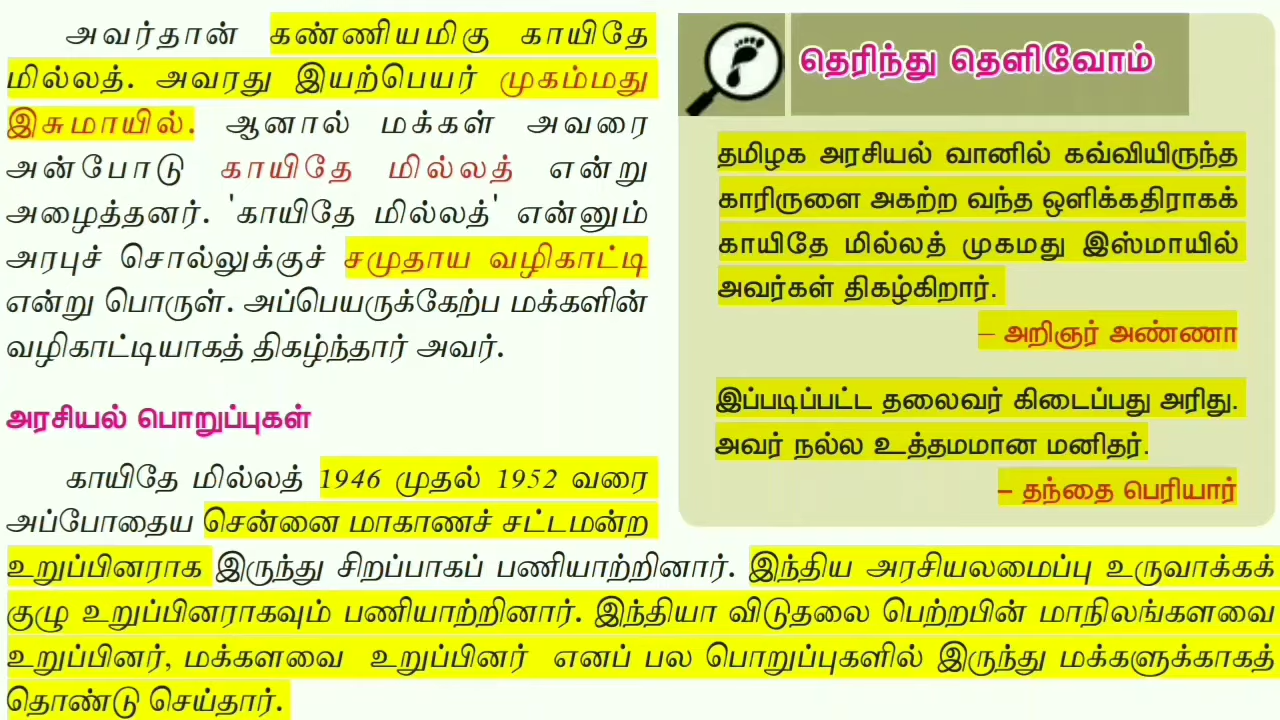 அவர்தான் கண்ணியமிகு காயிதே
மில்லத். அவரது இயற்பெயர் முகம்மது
இசுமாயில். ஆனால் மக்கள் அவரை
அன்போடு காயிதே மில்லத் என்று
அழைத்தனர். 'காயிதே மில்லத்' என்னும்
அரபுச் சொல்லுக்குச் சமுதாய வழிகாட்டி
என்று பொருள். அப்பெயருக்கேற்ப மக்களின்
வழிகாட்டியாகத் திகழ்ந்தார் அவர்.
தெரிந்து தெளிவோம்
தமிழக அரசியல் வானில் கவ்வியிருந்த
காரிருளை அகற்ற வந்த ஒளிக்கதிராகக்
காயிதே மில்லத் முகமது இஸ்மாயில்
அவர்கள் திகழ்கிறார்.
– அறிஞர் அண்ணா
இப்படிப்பட்ட தலைவர் கிடைப்பது அரிது.
அவர் நல்ல உத்தமமான மனிதர்.
– தந்தை பெரியார்
அரசியல் பொறுப்புகள்
காயிதே மில்லத் 1946 முதல் 1952 வரை
அப்போதைய சென்னை மாகாணச் சட்டமன்ற
உறுப்பினராக இருந்து சிறப்பாகப் பணியாற்றினார். இந்திய அரசியலமைப்பு உருவாக்கக்
குழு உறுப்பினராகவும் பணியாற்றினார். இந்தியா விடுதலை பெற்றபின் மாநிலங்களவை
உறுப்பினர், மக்களவை உறுப்பினர் எனப் பல பொறுப்புகளில் இருந்து மக்களுக்காகத்
தொண்டு செய்தார்.